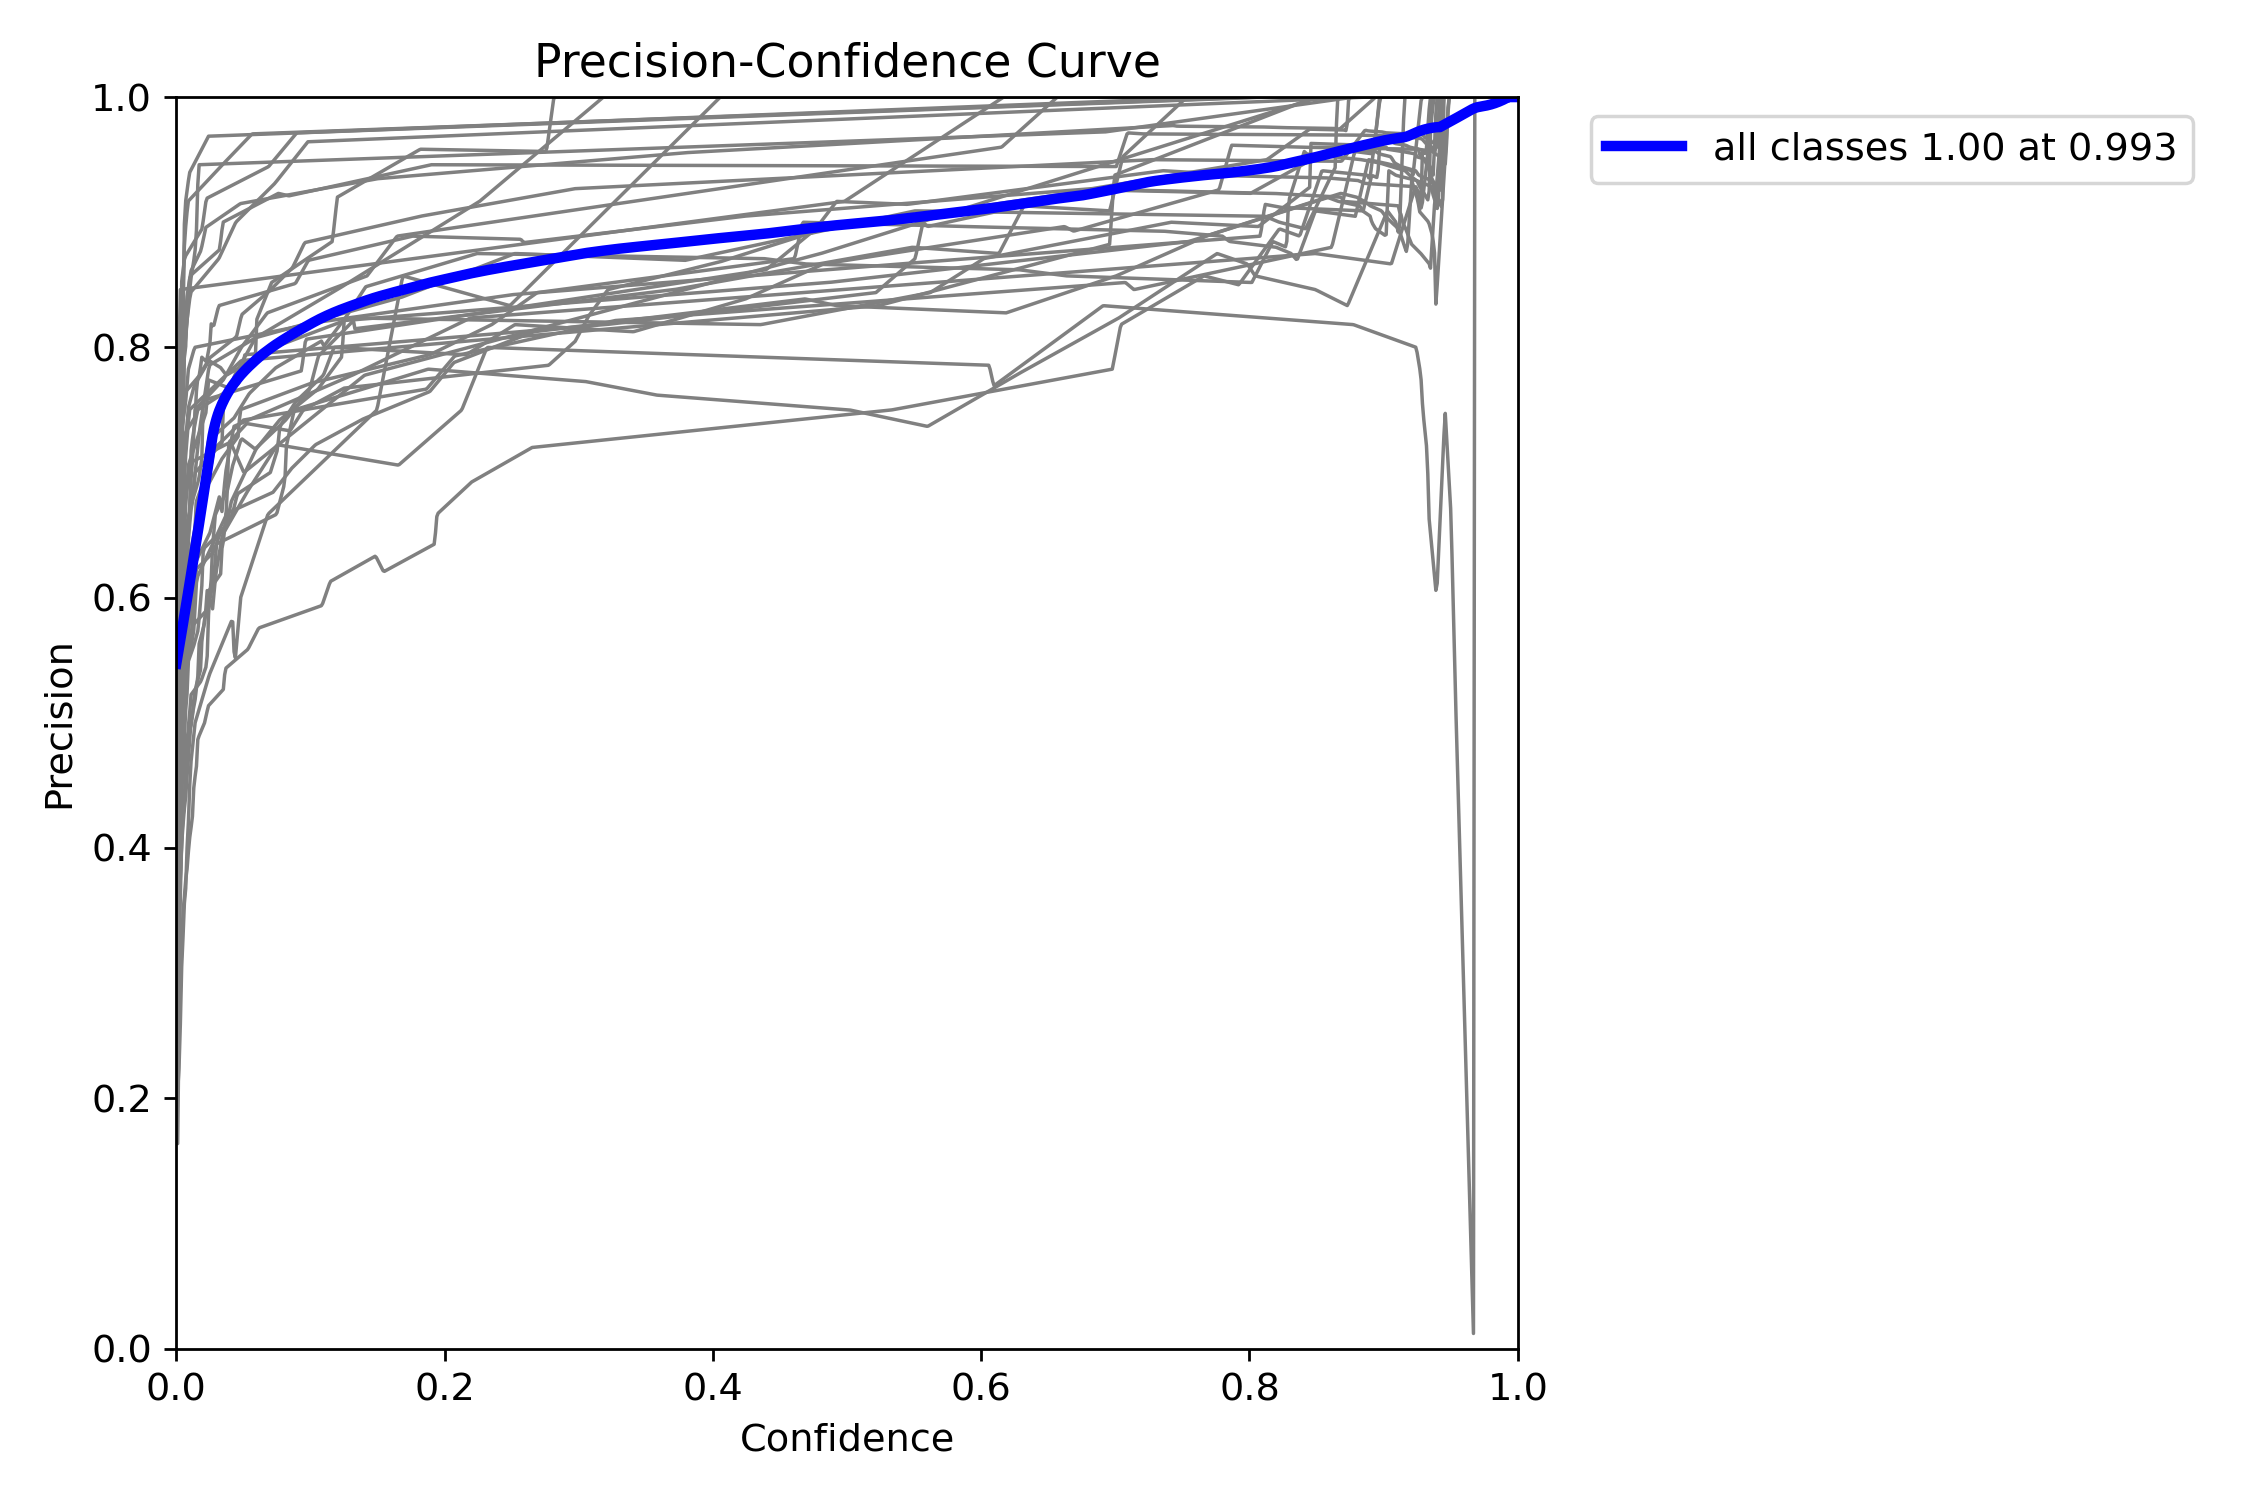 Precision-Confidence Curve
all classes 1.00 at 0.993
Precision
1.0
0.8
0.6
0.4
0.2
0.0
0.0 0.2 0.4 0.6 0.8 1.0
Confidence